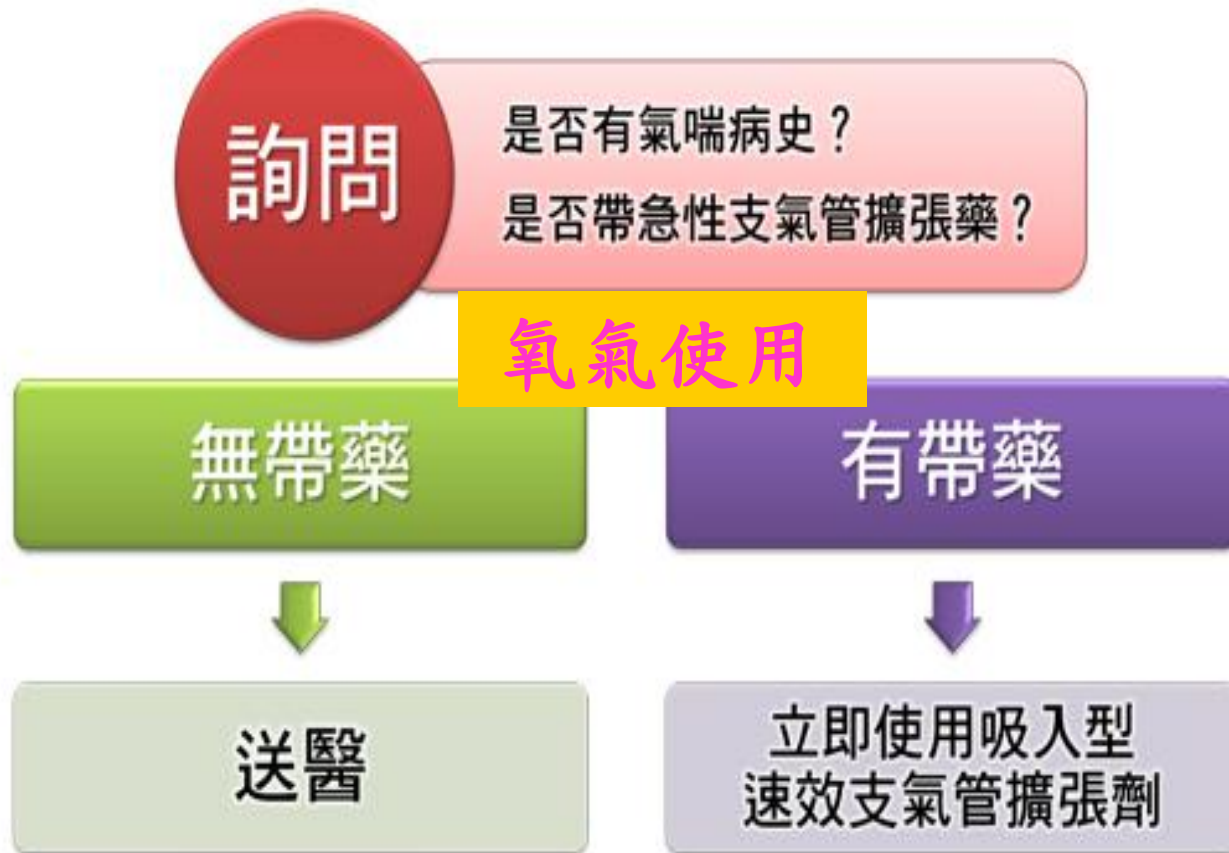 詢問
是否有氣喘病史？
是否帶急性支氣管擴張藥？
氧氣使用
無帶藥
有帶藥
送醫
立即使用吸入型
速效支氣管擴張劑